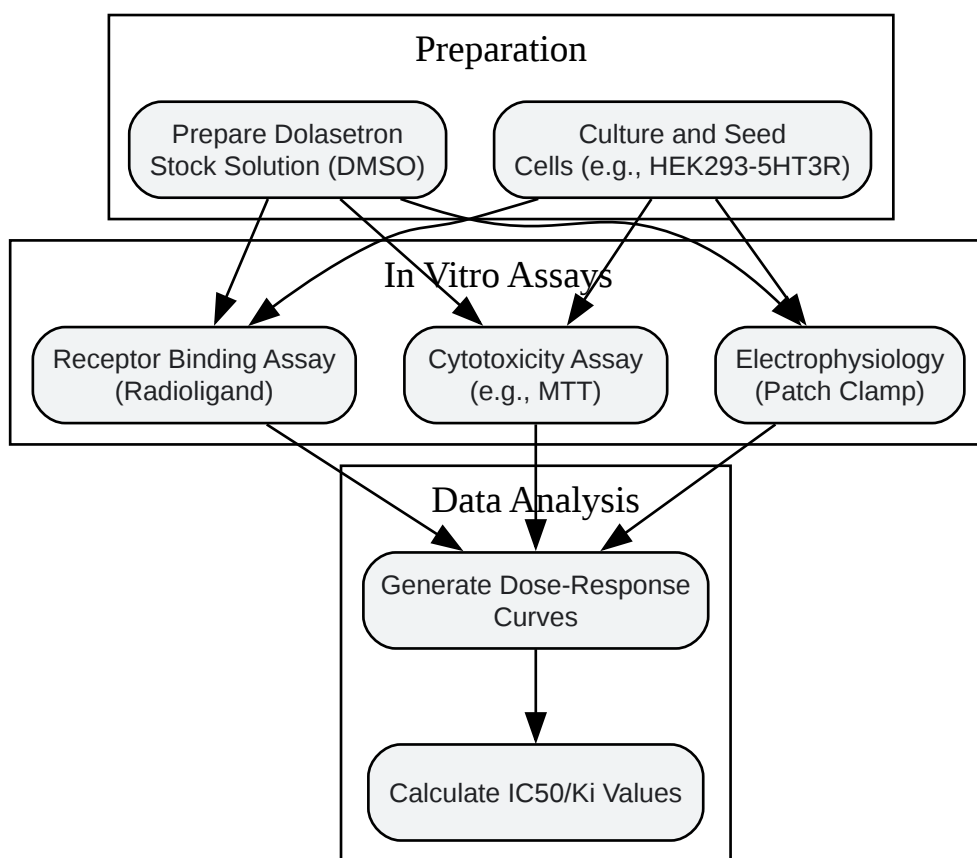 Preparation
Prepare Dolasetron
Stock Solution (DMSO)
Culture and Seed
Cells (e.g., HEK293-5HT3R)
In Vitro Assays
Receptor Binding Assay
(Radioligand)
Cytotoxicity Assay
(e.g., MTT)
Electrophysiology
(Patch Clamp)
Data Analysis
Generate Dose-Response
Curves
Calculate IC50/Ki Values